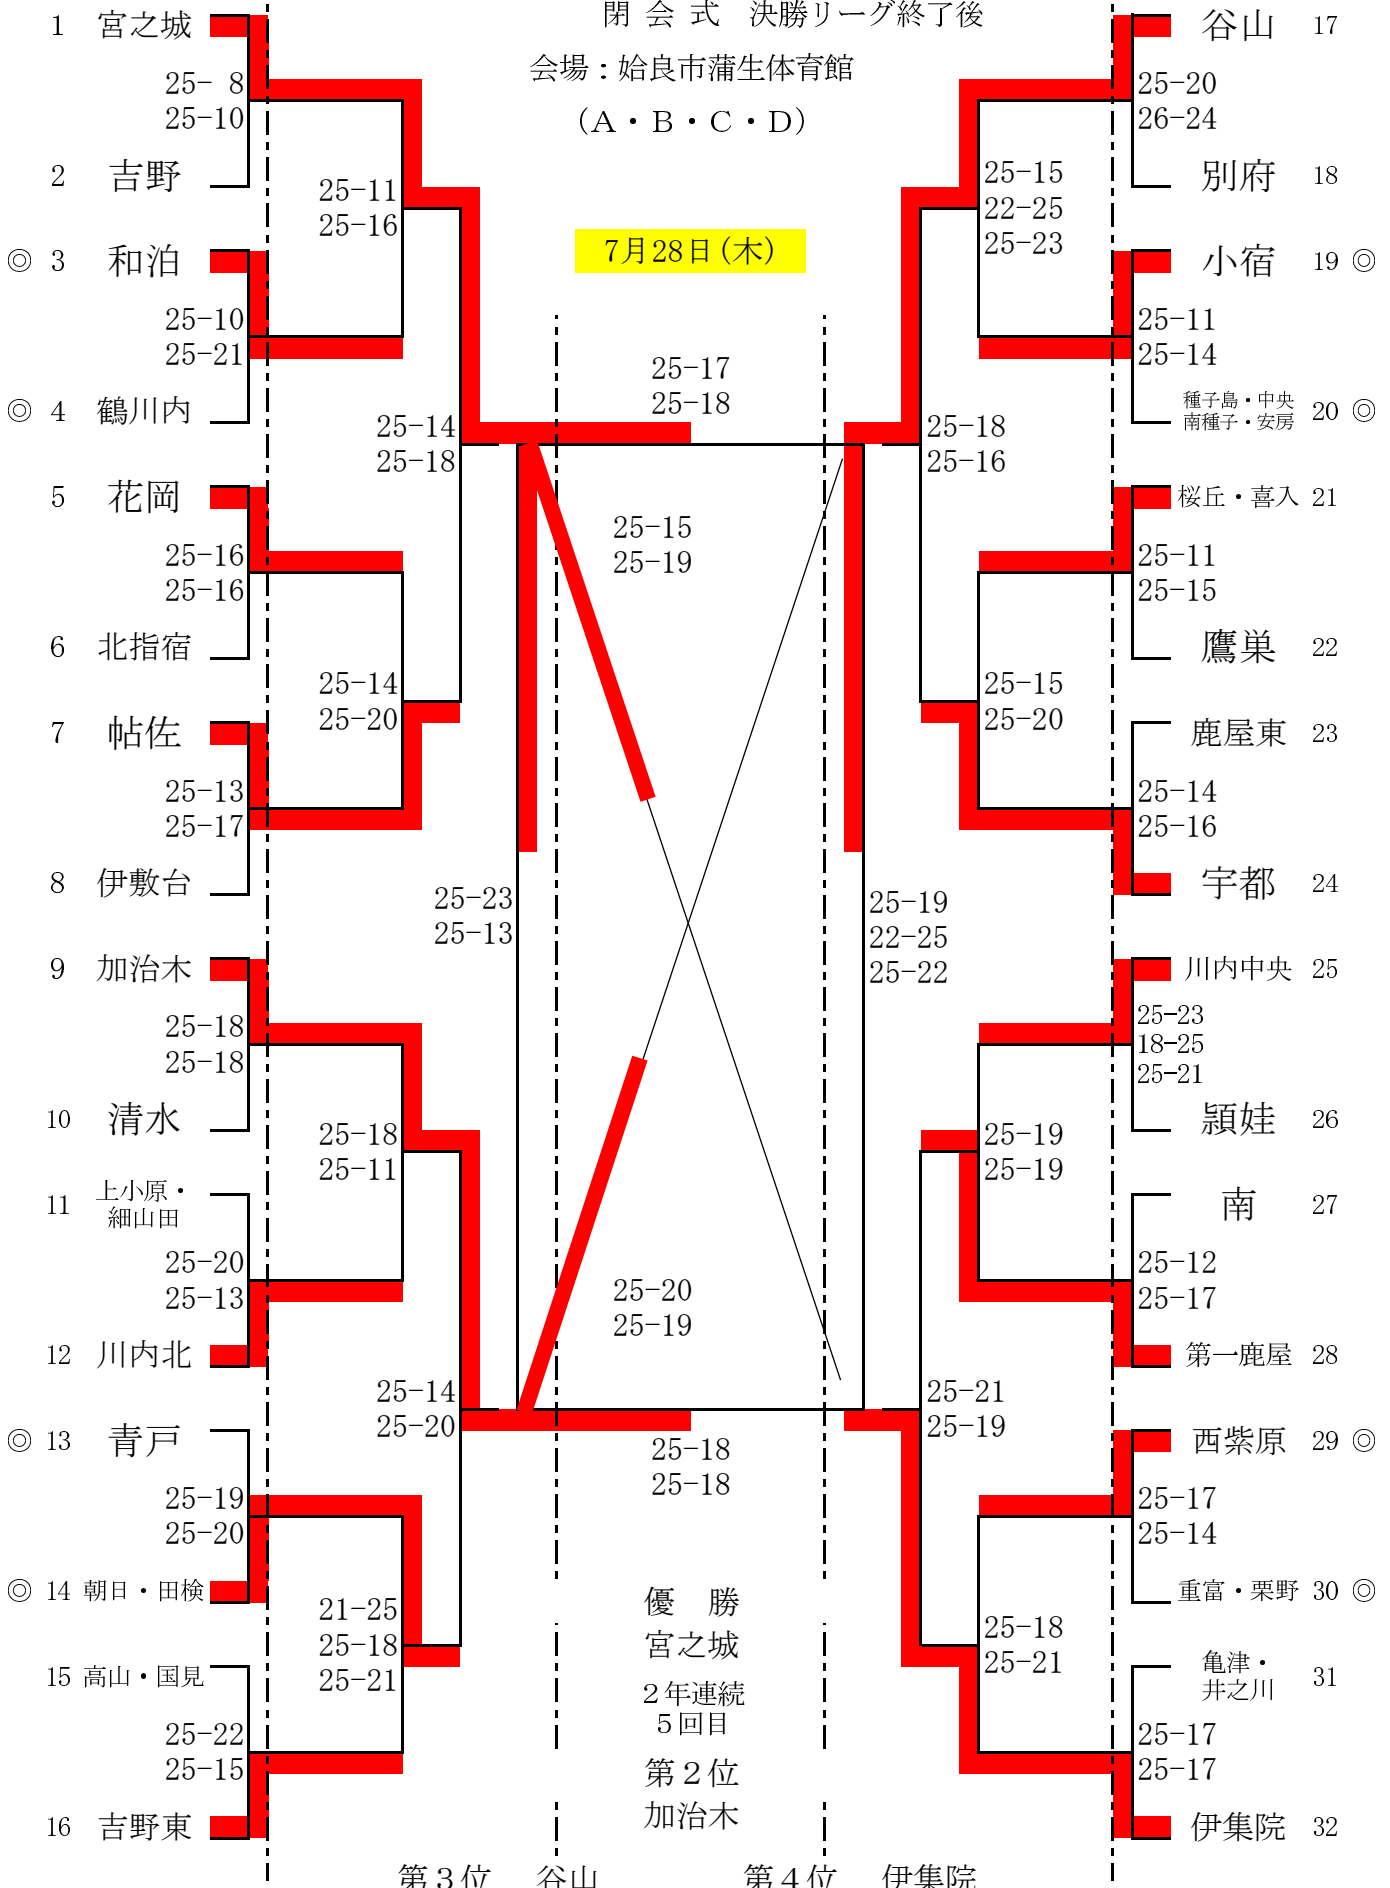 閉 会 式　決勝リーグ終了後
会場：姶良市蒲生体育館
（A・B・C・D）
7月28日（木）
1 宮之城
25- 8
25-10
2 吉野
25-11
25-16
◎ 3 和泊
25-10
25-21
◎ 4 鶴川内
25-14
25-18
5 花岡
25-16
25-16
6 北指宿
25-14
25-20
7 帖佐
25-13
25-17
8 伊敷台
9 加治木
25-18
25-18
10 清水
25-18
25-11
11 上小原・
細山田
25-20
25-13
12 川内北
25-14
25-20
◎ 13 青戸
25-19
25-20
◎ 14 朝日・田検
21-25
25-18
25-21
15 高山・国見
25-22
25-15
16 吉野東
25-17
25-18
25-15
25-19
25-23
25-13
25-19
22-25
25-22
25-20
25-19
25-18
25-18
谷山 17
25-20
26-24
別府 18
25-15
22-25
25-23
小宿 19 ◎
25-11
25-14
種子島・中央
南種子・安房 20 ◎
25-18
25-16
桜丘・喜入 21
25-11
25-15
鷹巣 22
25-15
25-20
鹿屋東 23
25-14
25-16
宇都 24
川内中央 25
25-23
18-25
25-21
頴娃 26
25-19
25-19
南 27
25-12
25-17
第一鹿屋 28
25-21
25-19
西紫原 29 ◎
25-17
25-14
重富・栗野 30 ◎
25-18
25-21
亀津・
井之川 31
25-17
25-17
伊集院 32
優　勝
宮之城
２年連続
５回目
第２位
加治木
第３位　谷山　第４位　伊集院